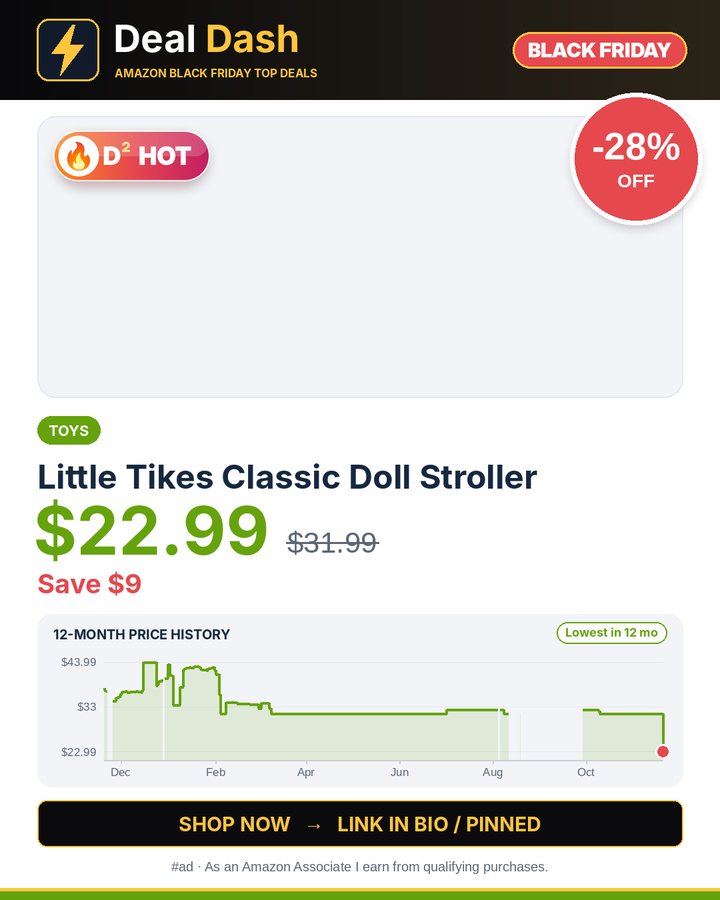 Deal Dash
AMAZON BLACK FRIDAY TOP DEALS
BLACK FRIDAY
D² HOT
-28%
OFF
TOYS
Little Tikes Classic Doll Stroller
$22.99 $31.99
Save $9
12-MONTH PRICE HISTORY
Lowest in 12 mo
$43.99
$33
$22.99
Dec Feb Apr Jun Aug Oct
SHOP NOW → LINK IN BIO / PINNED
#ad · As an Amazon Associate I earn from qualifying purchases.